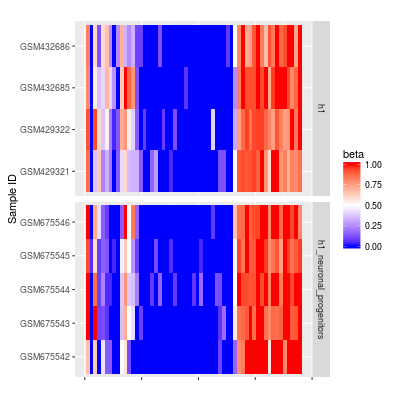 GSM432686
GSM432685
GSM429322
GSM429321
h1
GSM675546
GSM675545
GSM675544
GSM675543
GSM675542
h1_neuronal_progenitors
Sample ID
beta
1.00
0.75
0.50
0.25
0.00